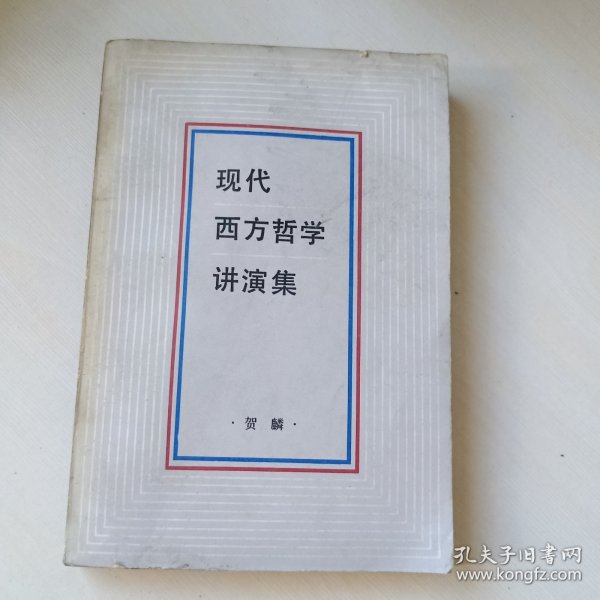 现代
西方哲学
讲演集
·贺麟·
孔夫子旧书网
www.kongfz.com